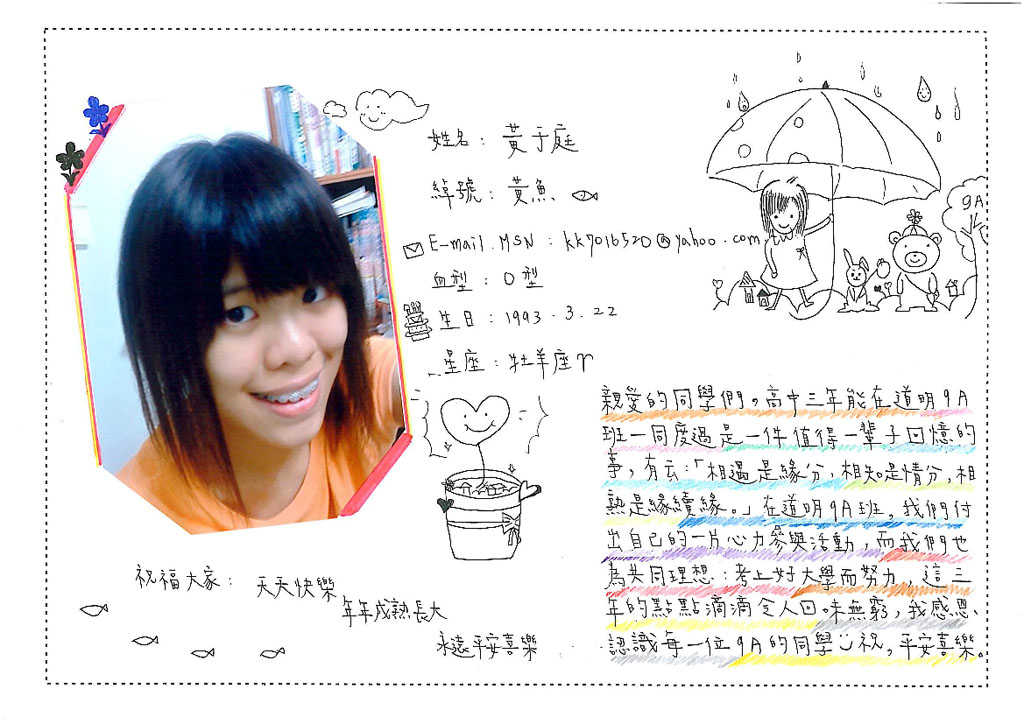 姓名：黃于庭
綽號：黃魚
E-mail.MSN：kk7016520@yahoo.com
血型：O型
生日：1993.3.22
星座：牡羊座♈
9A
親愛的同學們，高中三年能在道明9A
班一同度過是一件值得一輩子回憶的
事，有云：「相遇是緣分，相知是情分，相
熟是緣續緣。」在道明9A班，我們付
出自己的一片心力參與活動，而我們也
為共同理想：考上好大學而努力，這三
年的點點滴滴令人回味無窮，我感恩、
認識每一位9A的同學祝，平安喜樂。
祝福大家：天天快樂
年年成熟長大
永遠平安喜樂